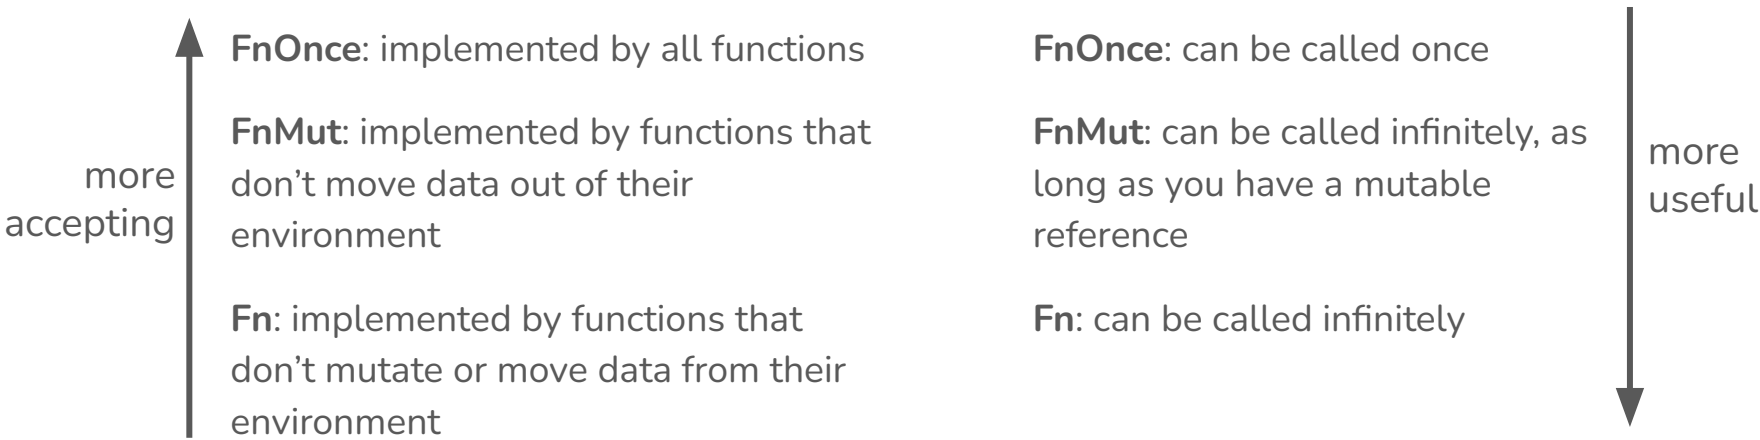 more
accepting
FnOnce: implemented by all functions
FnMut: implemented by functions that
don’t move data out of their
environment
Fn: implemented by functions that
don’t mutate or move data from their
environment
FnOnce: can be called once
FnMut: can be called infinitely, as
long as you have a mutable
reference
Fn: can be called infinitely
more
useful